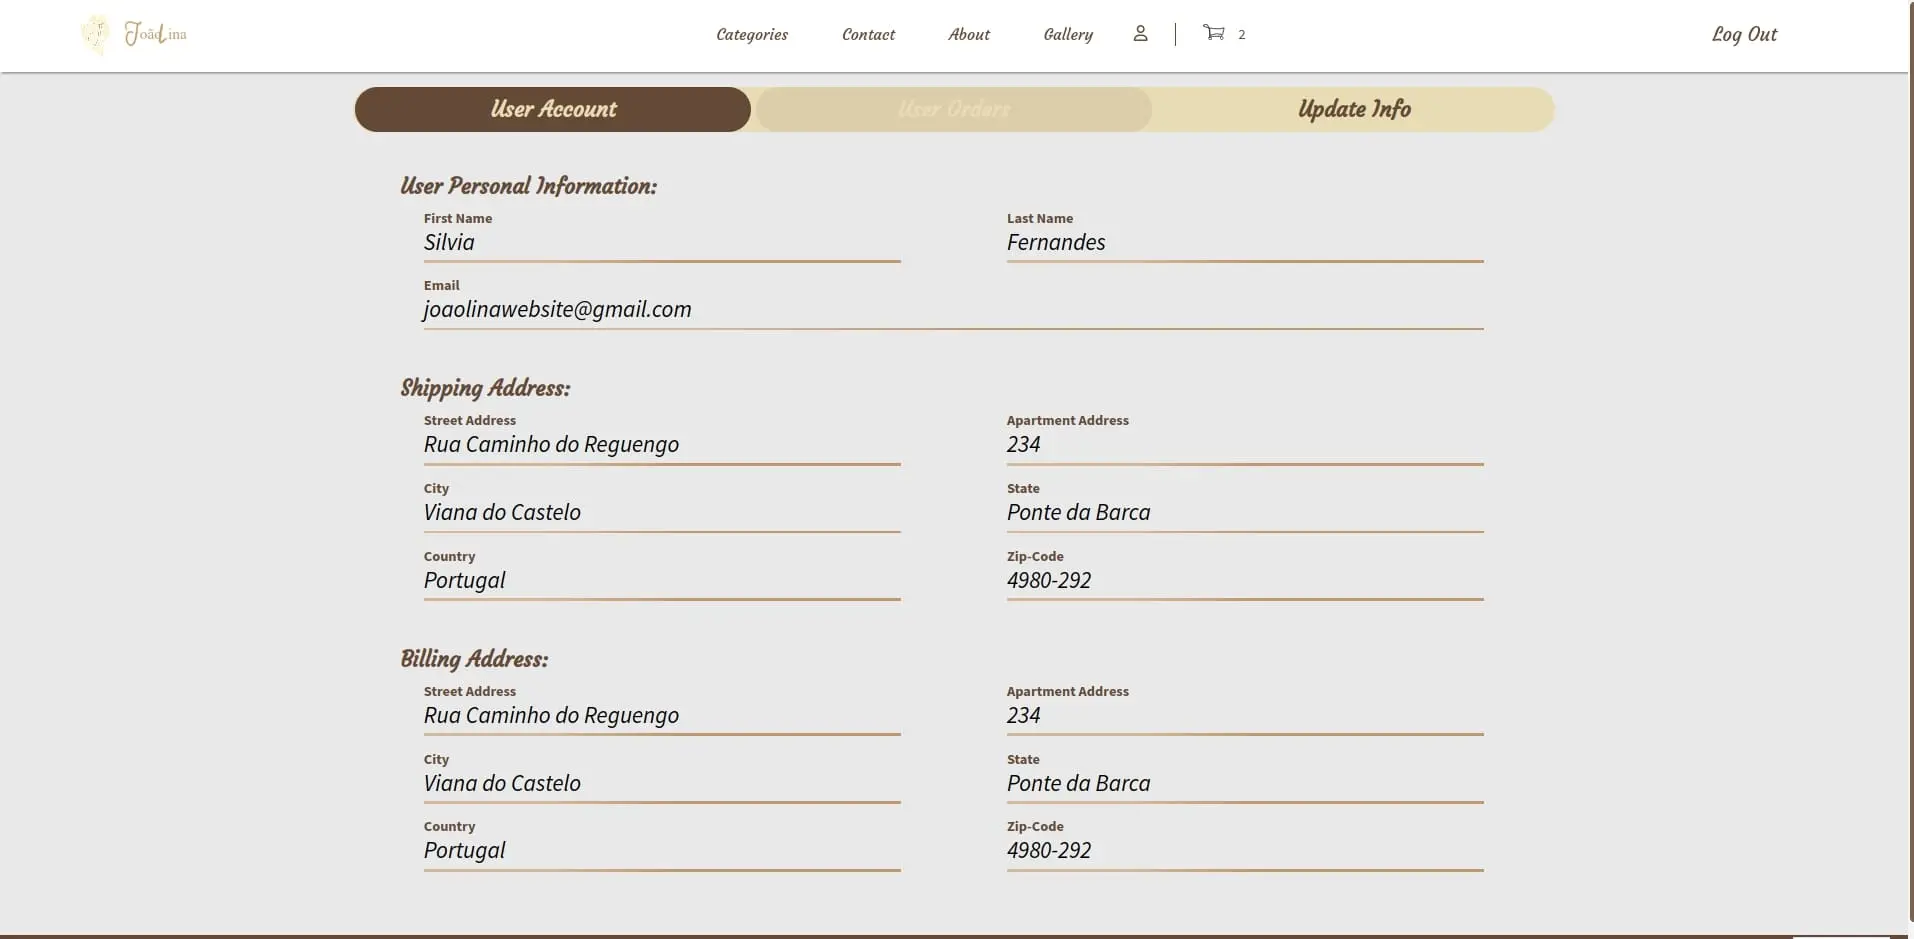 JoãoLina
Categories Contact About Gallery 2 Log Out
User Account User Orders Update Info
User Personal Information:
First Name Last Name
Silvia Fernandes
Email
joaolinawebsite@gmail.com
Shipping Address:
Street Address Apartment Address
Rua Caminho do Reguengo 234
City State
Viana do Castelo Ponte da Barca
Country Zip-Code
Portugal 4980-292
Billing Address:
Street Address Apartment Address
Rua Caminho do Reguengo 234
City State
Viana do Castelo Ponte da Barca
Country Zip-Code
Portugal 4980-292